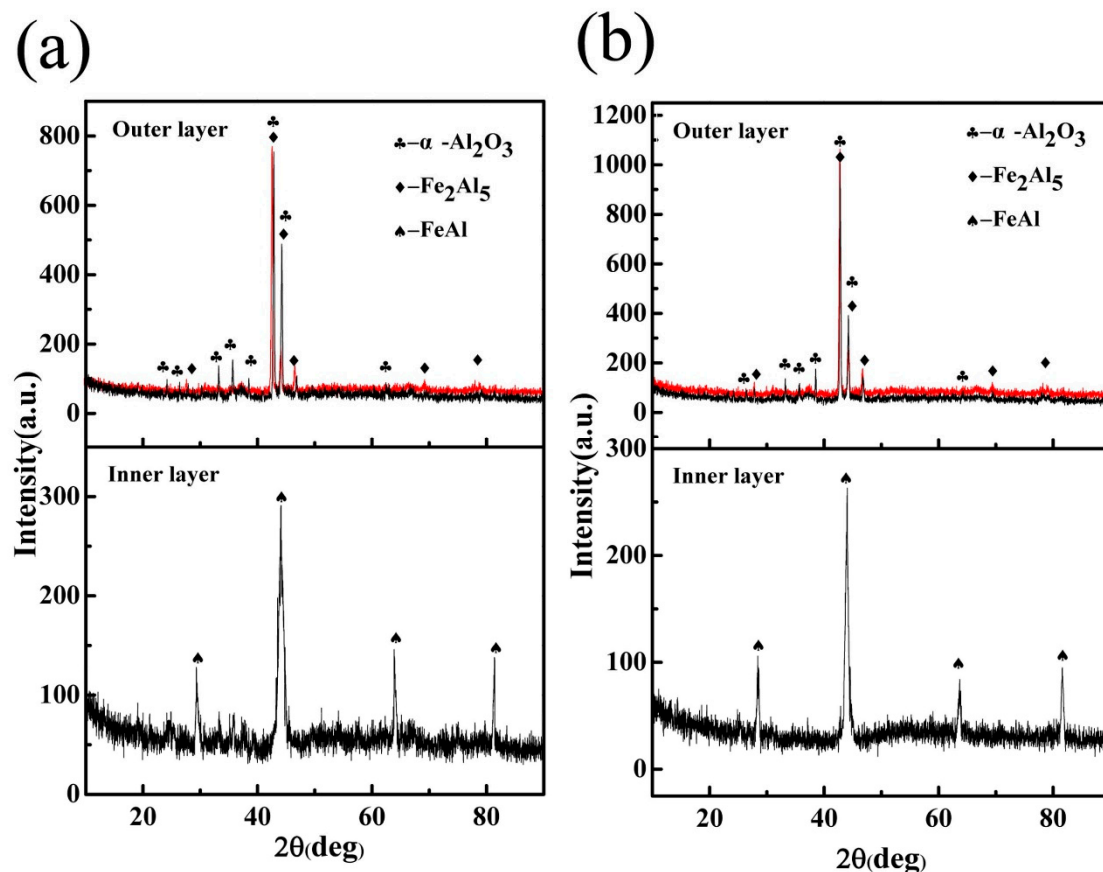 (a)
Outer layer
♣–α -Al₂O₃
♦–Fe₂Al₅
♠–FeAl
800
600
400
200
0
Inner layer
300
200
100
0
Intensity(a.u.)
20 40 60 80
2θ(deg)
(b)
Outer layer
♣–α -Al₂O₃
♦–Fe₂Al₅
♠–FeAl
1200
1000
800
600
400
200
0
Inner layer
300
200
100
0
Intensity(a.u.)
20 40 60 80
2θ(deg)